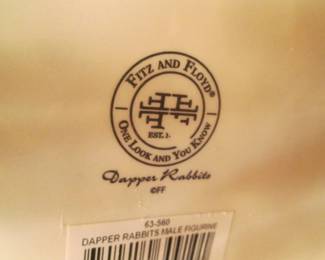 FITZ AND FLOYD®
EST.
ONE LOOK AND YOU KNOW
Dapper Rabbits
©FF
63-560
DAPPER RABBITS MALE FIGURINE